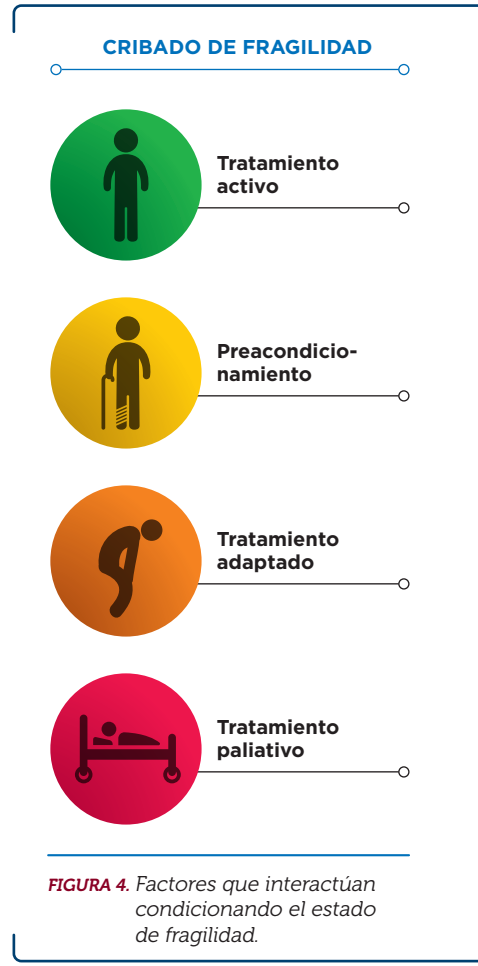 CRIBADO DE FRAGILIDAD
Tratamiento
activo
Preacondicio-
namiento
Tratamiento
adaptado
Tratamiento
paliativo
FIGURA 4. Factores que interactúan
condicionando el estado
de fragilidad.